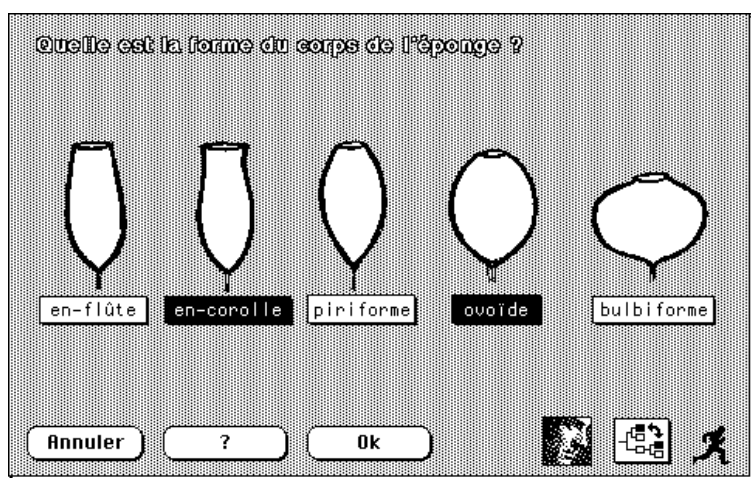 Quelle est la forme du corps de l'éponge ?
en-flûte en-corolle piriforme ovoïde bulbiforme
Annuler ? Ok